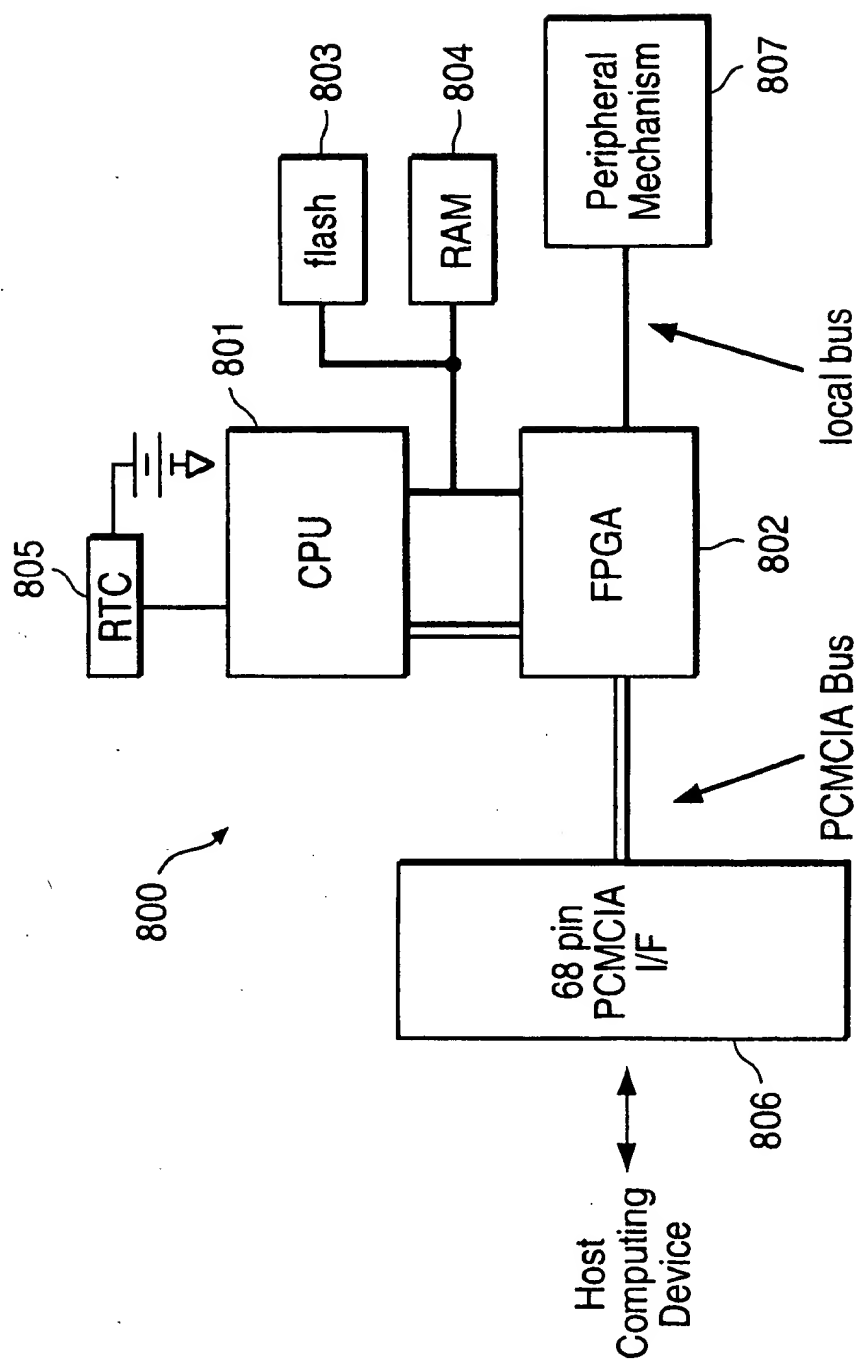 800
805
RTC
801
CPU
803
flash
804
RAM
FPGA
802
Peripheral
Mechanism
807
local bus
PCMCIA Bus
68 pin
PCMCIA
I/F
806
Host
Computing
Device